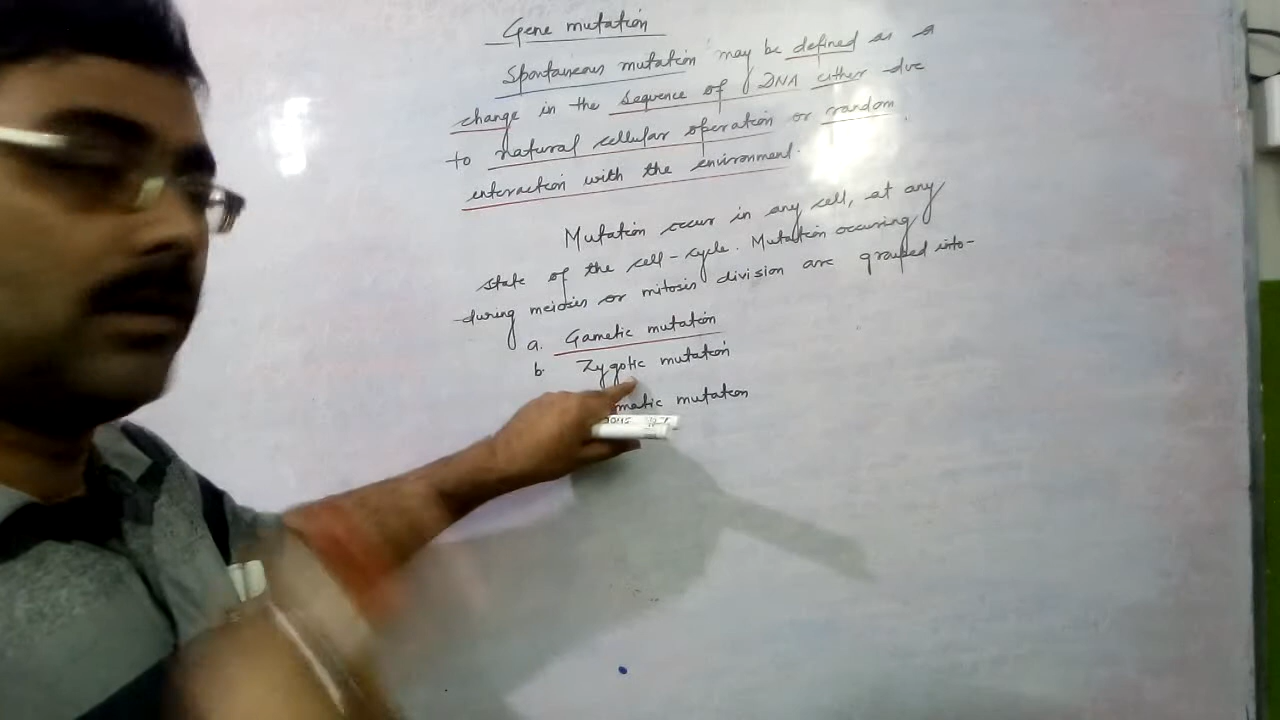 Gene mutation
Spontaneous mutation may be defined as a
change in the sequence of DNA either due
to natural cellular operation or random
interaction with the environment.
Mutation occur in any cell, at any
state of the cell-cycle. Mutation occuring
during meiosis or mitosis division are grouped into-
a. Gametic mutation
b. Zygotic mutation
matic mutation